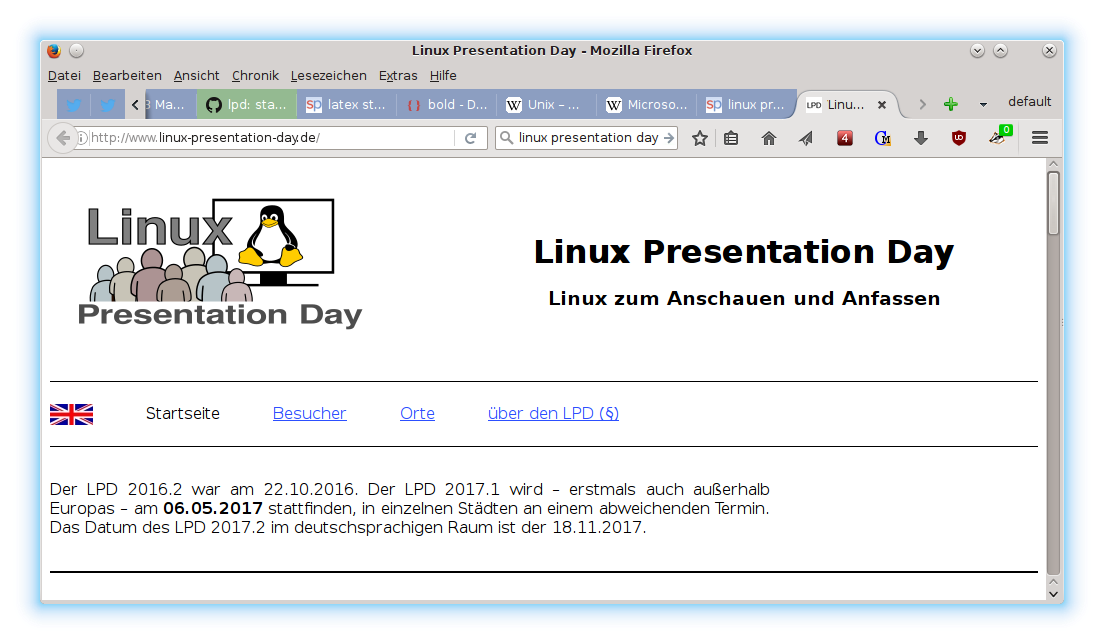 Linux Presentation Day - Mozilla Firefox
Datei Bearbeiten Ansicht Chronik Lesezeichen Extras Hilfe
Ma... lpd: sta... latex st... bold - D... Unix – ... Microso... linux pr... LPD Linu... default
http://www.linux-presentation-day.de/ linux presentation day 4 G M UD 0
Linux
Presentation Day
Linux Presentation Day
Linux zum Anschauen und Anfassen
Startseite Besucher Orte über den LPD (§)
Der LPD 2016.2 war am 22.10.2016. Der LPD 2017.1 wird – erstmals auch außerhalb
Europas – am 06.05.2017 stattfinden, in einzelnen Städten an einem abweichenden Termin.
Das Datum des LPD 2017.2 im deutschsprachigen Raum ist der 18.11.2017.